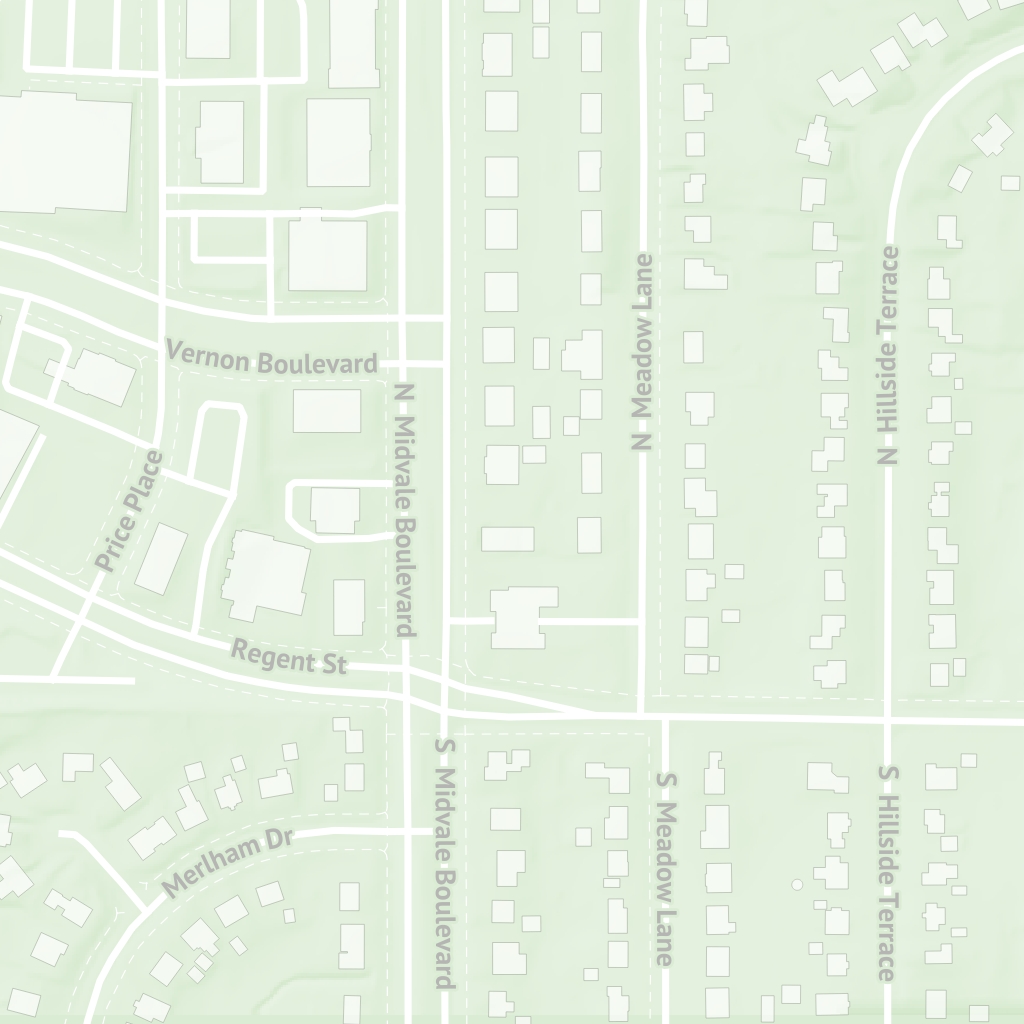 Vernon Boulevard
N Midvale Boulevard
N Meadow Lane
N Hillside Terrace
Price Place
Regent St
S Midvale Boulevard
S Meadow Lane
S Hillside Terrace
Merlham Dr